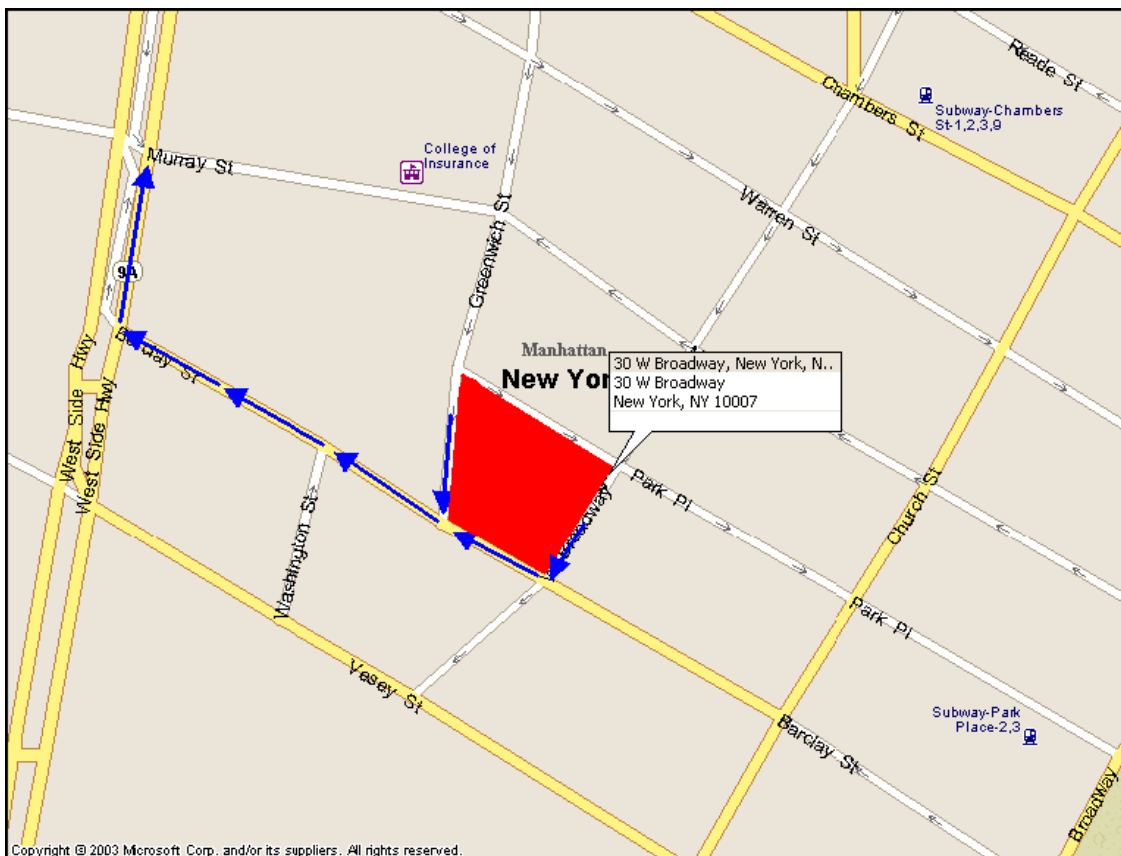 Reade St
Chambers St
Subway-Chambers
St-1,2,3,9
Murray St
College of
Insurance
Warren St
Greenwich St
9A
Barclay St
West Side Hwy
West Side Hwy
Manhattan
New Yor
30 W Broadway, New York, N..
30 W Broadway
New York, NY 10007
Broadway
Park Pl
Church St
Washington St
Park Pl
Vesey St
Subway-Park
Place-2,3
Barclay St
Broadway
Copyright © 2003 Microsoft Corp. and/or its suppliers. All rights reserved.